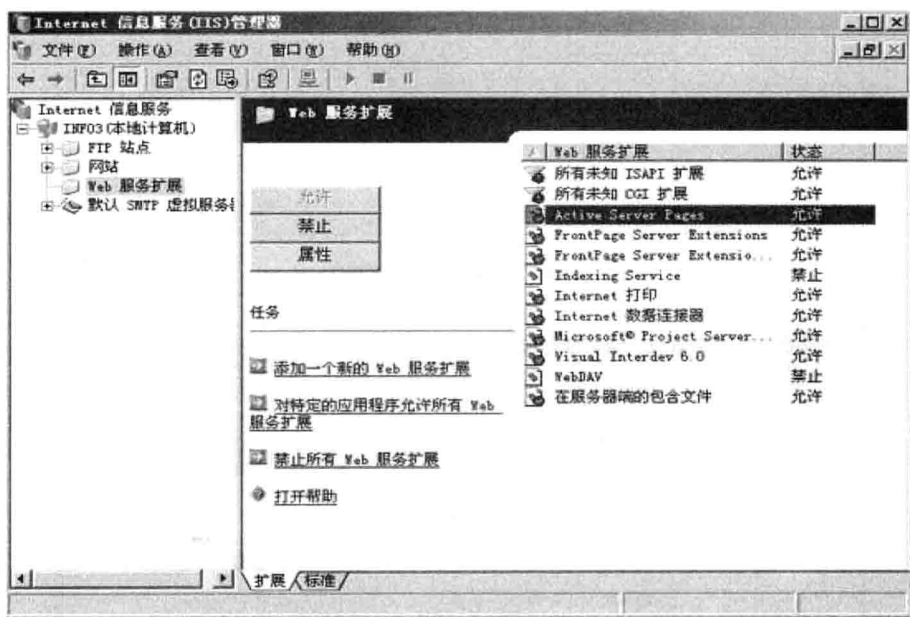 Internet 信息服务(IIS)管理器
文件(F) 操作(A) 查看(V) 窗口(W) 帮助(H)
Internet 信息服务
INFO3(本地计算机)
FTP 站点
网站
Web 服务扩展
默认 SMTP 虚拟服务器
Web 服务扩展
允许
禁止
属性
任务
添加一个新的 Web 服务扩展
对特定的应用程序允许所有 Web
服务扩展
禁止所有 Web 服务扩展
打开帮助
Web 服务扩展 状态
所有未知 ISAPI 扩展 允许
所有未知 CGI 扩展 允许
Active Server Pages 允许
FrontPage Server Extensions 允许
FrontPage Server Extensio... 允许
Indexing Service 禁止
Internet 打印 允许
Internet 数据连接器 允许
Microsoft® Project Server... 允许
Visual Interdev 6.0 允许
WebDAV 禁止
在服务器端的包含文件 允许
扩展 标准